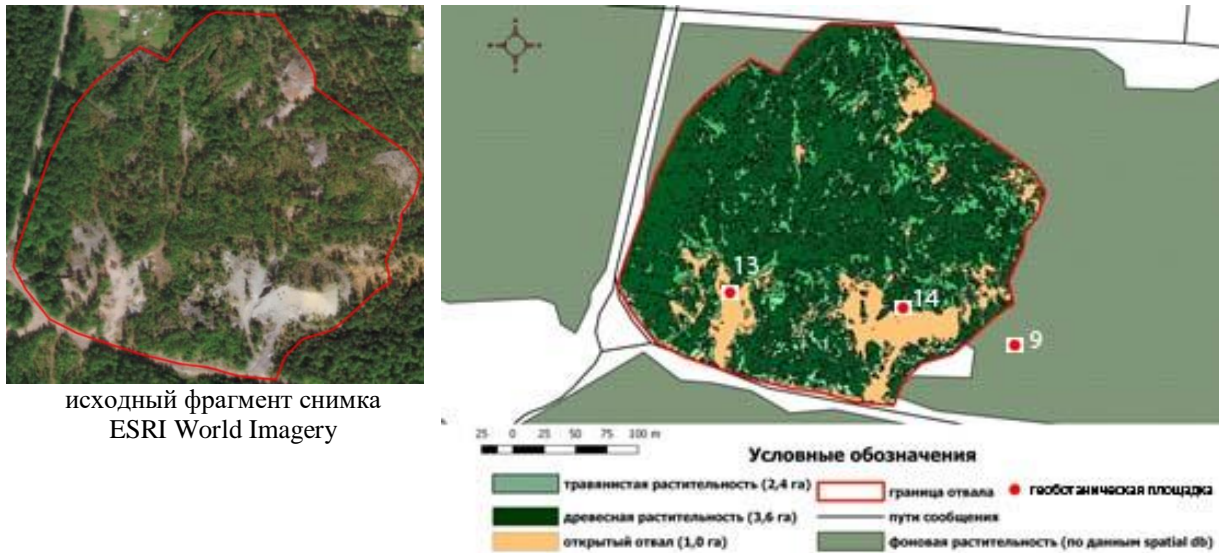 исходный фрагмент снимка
ESRI World Imagery
13
14
9
25 0 25 50 75 100 m
Условные обозначения
травянистая растительность (2,4 га)
граница отвала
геоботаническая площадка
древесная растительность (3,6 га)
пути сообщения
открытый отвал (1,0 га)
фоновая растительность (по данным spatial db)